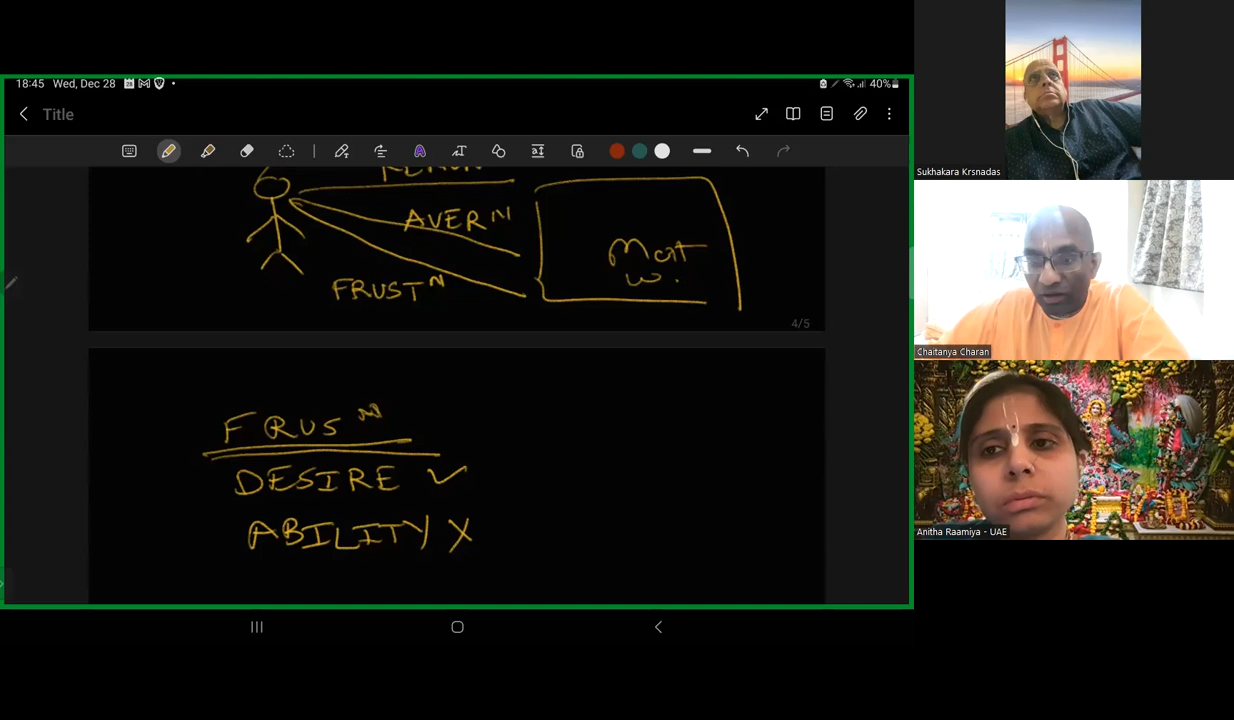 18:45 Wed, Dec 28
40%
Title
AVERN
Mat
w.
FRUSTN
4/5
FRUSN
DESIRE ✓
ABILITY X
Sukhakara Krsnadas
Chaitanya Charan
Anitha Raamiya - UAE